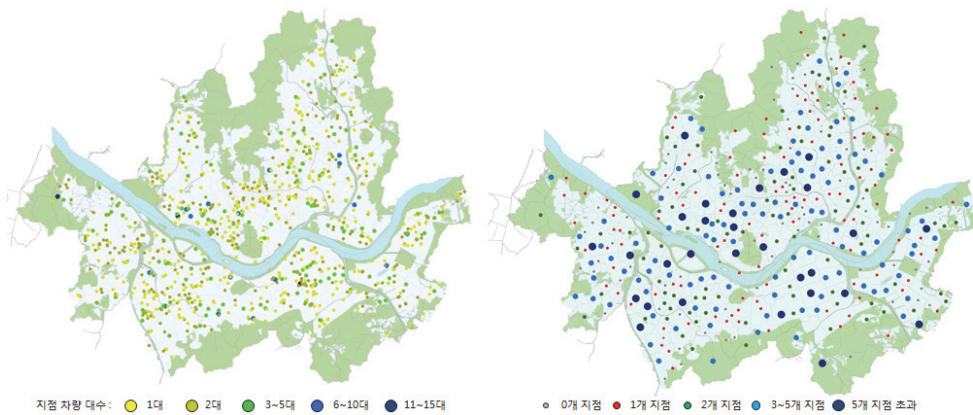 지점 차량 대수 : 1대 2대 3~5대 6~10대 11~15대
0개 지점 1개 지점 2개 지점 3~5개 지점 5개 지점 초과